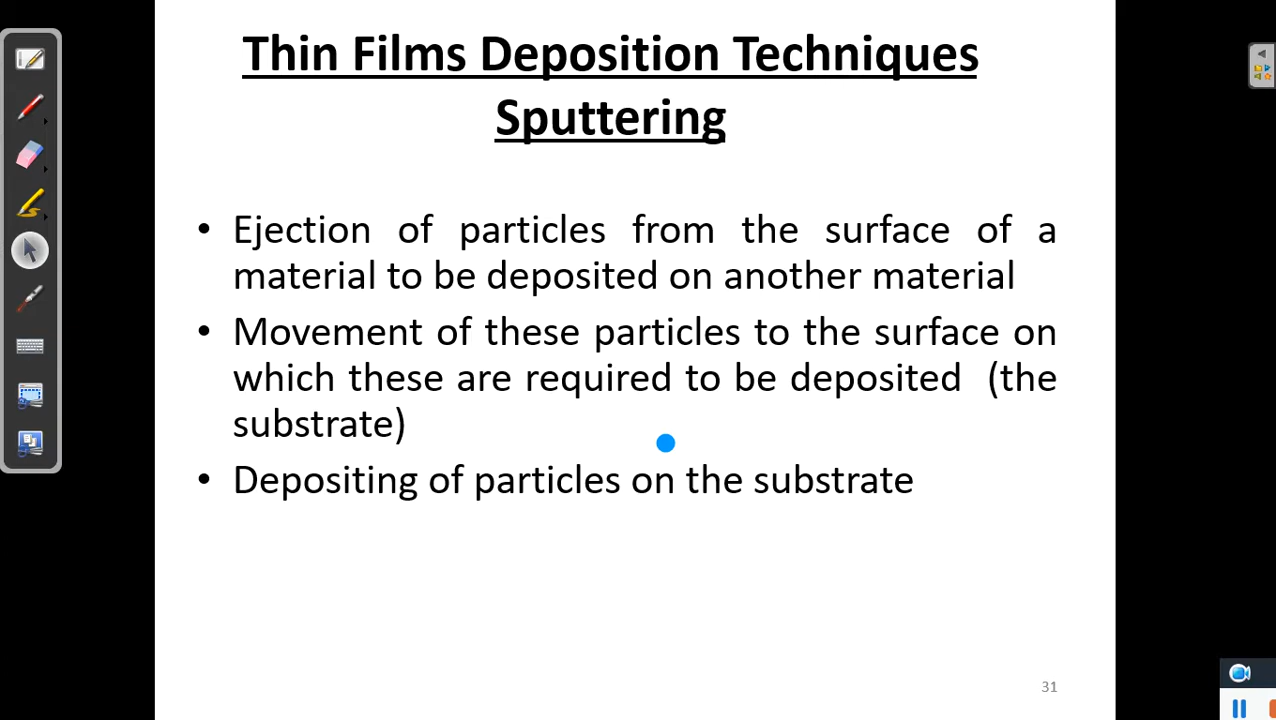 Thin Films Deposition Techniques
Sputtering
• Ejection of particles from the surface of a
material to be deposited on another material
• Movement of these particles to the surface on
which these are required to be deposited (the
substrate)
• Depositing of particles on the substrate
31